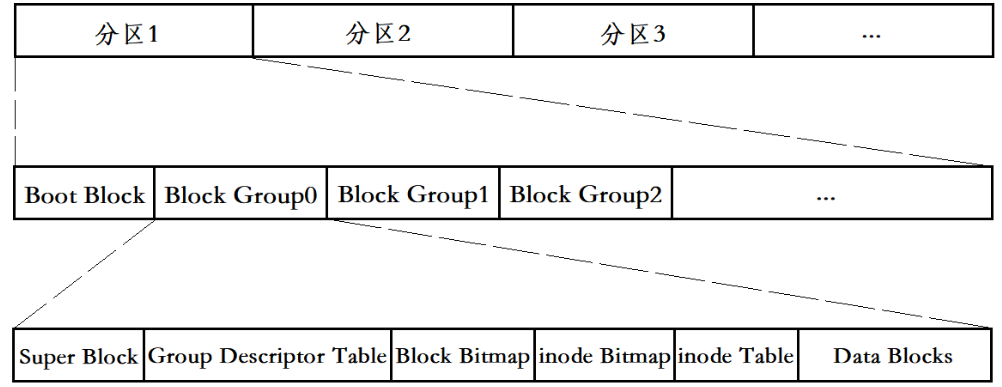 分区1 分区2 分区3 ...
Boot Block Block Group0 Block Group1 Block Group2 ...
Super Block Group Descriptor Table Block Bitmap inode Bitmap inode Table Data Blocks